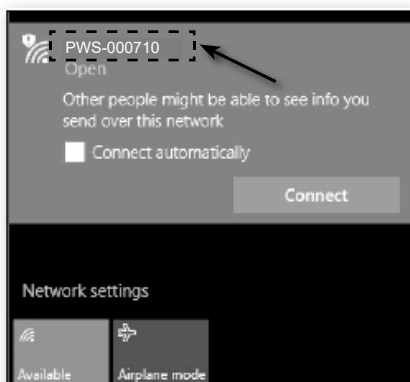 PWS-000710
Open
Other people might be able to see info you
send over this network
Connect automatically
Connect
Network settings
Available
Airplane mode